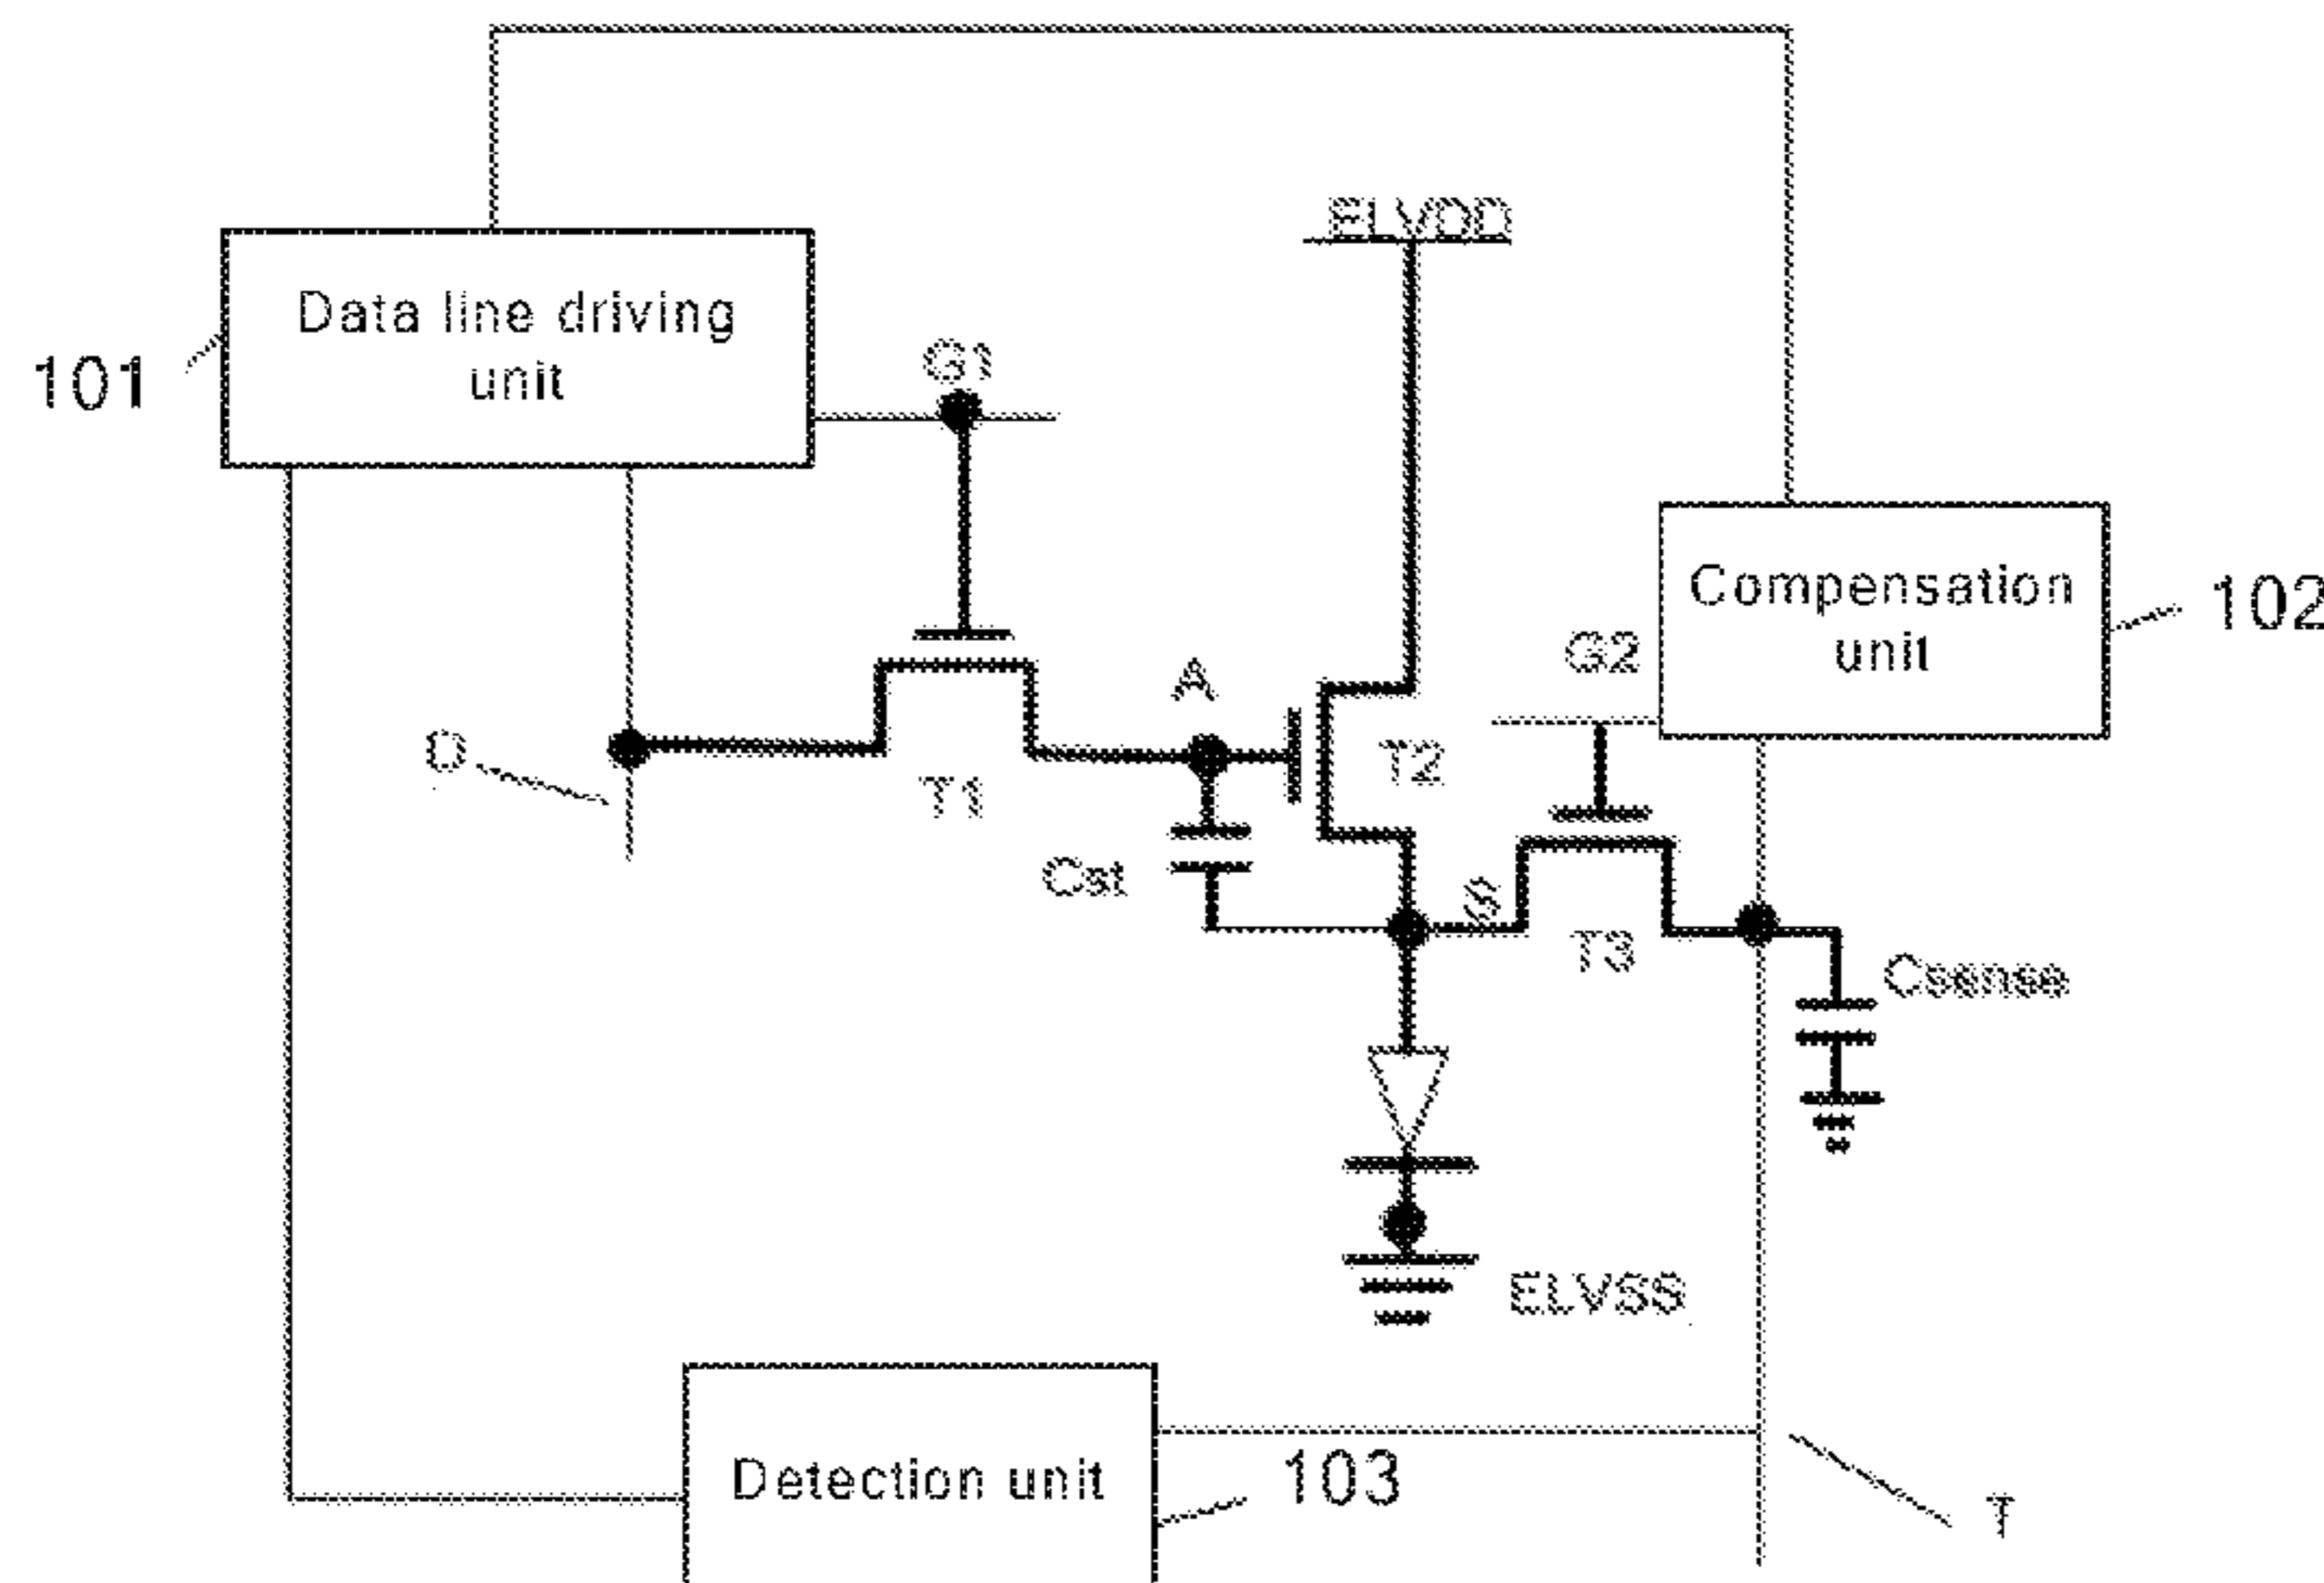 ELVDD
Data line driving
unit
101
G1
Compensation
unit
102
G2
A
D
T2
T1
Cst
S
T3
Csense
ELVSS
Detection unit
103
T